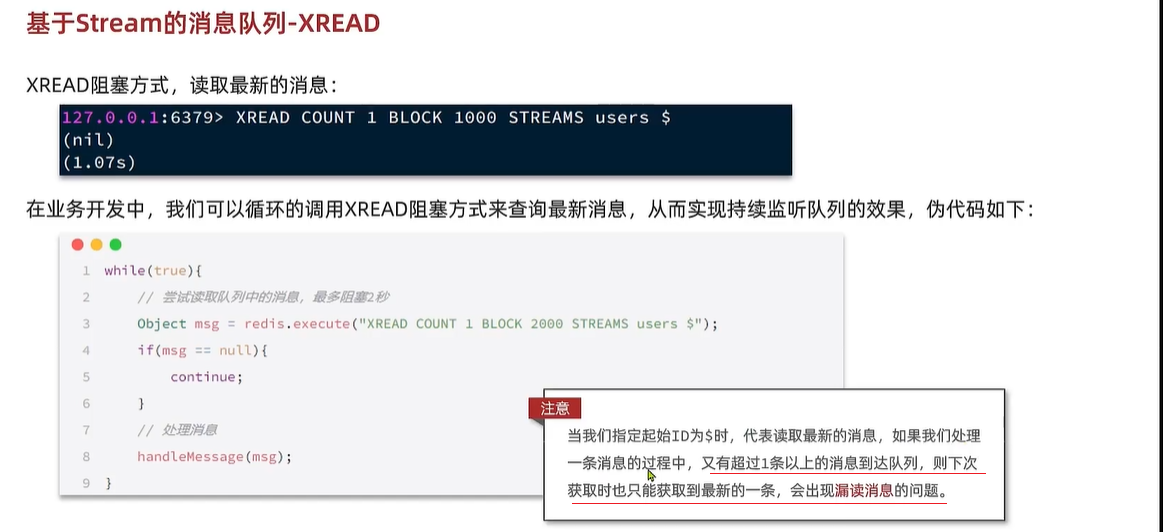 基于Stream的消息队列-XREAD
XREAD阻塞方式，读取最新的消息：
127.0.0.1:6379> XREAD COUNT 1 BLOCK 1000 STREAMS users $
(nil)
(1.07s)
在业务开发中，我们可以循环的调用XREAD阻塞方式来查询最新消息，从而实现持续监听队列的效果，伪代码如下：
1 while(true){
2 // 尝试读取队列中的消息，最多阻塞2秒
3 Object msg = redis.execute("XREAD COUNT 1 BLOCK 2000 STREAMS users $");
4 if(msg == null){
5 continue;
6 }
7 // 处理消息
8 handleMessage(msg);
9 }
注意
当我们指定起始ID为$时，代表读取最新的消息，如果我们处理
一条消息的过程中，又有超过1条以上的消息到达队列，则下次
获取时也只能获取到最新的一条，会出现漏读消息的问题。